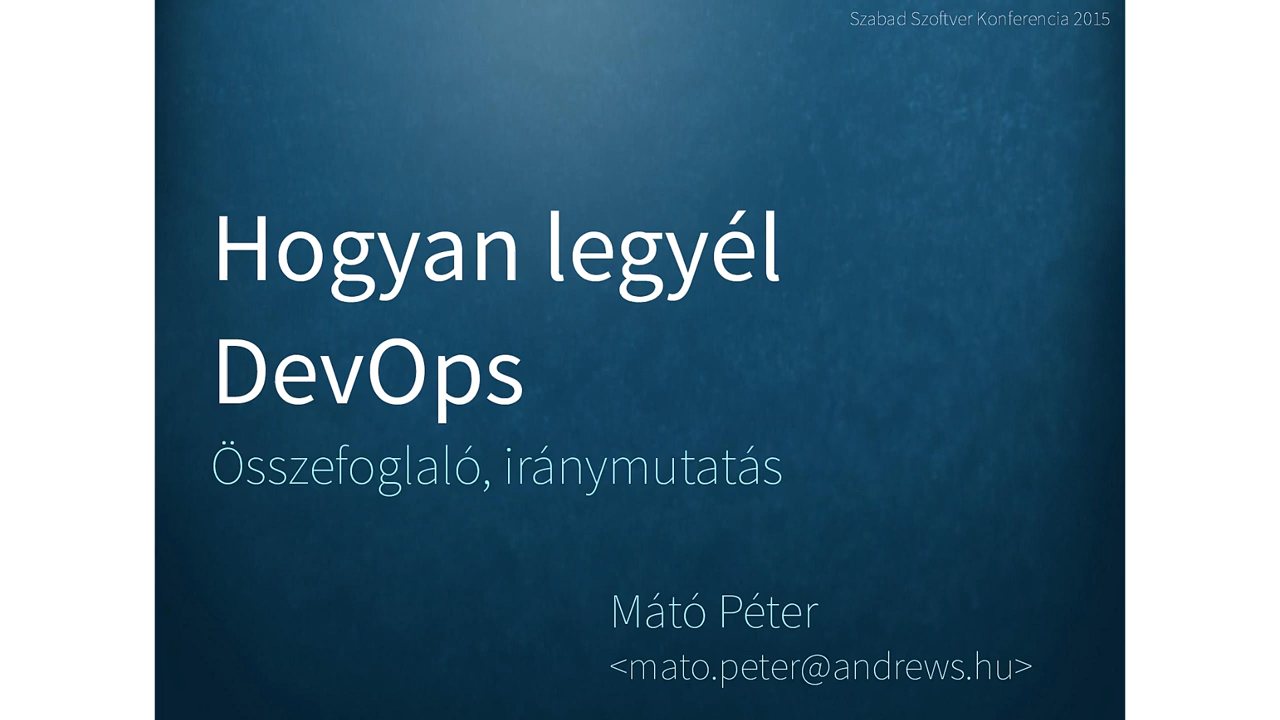 Szabad Szoftver Konferencia 2015
Hogyan legyél
DevOps
Összefoglaló, iránymutatás
Mátó Péter
<mato.peter@andrews.hu>